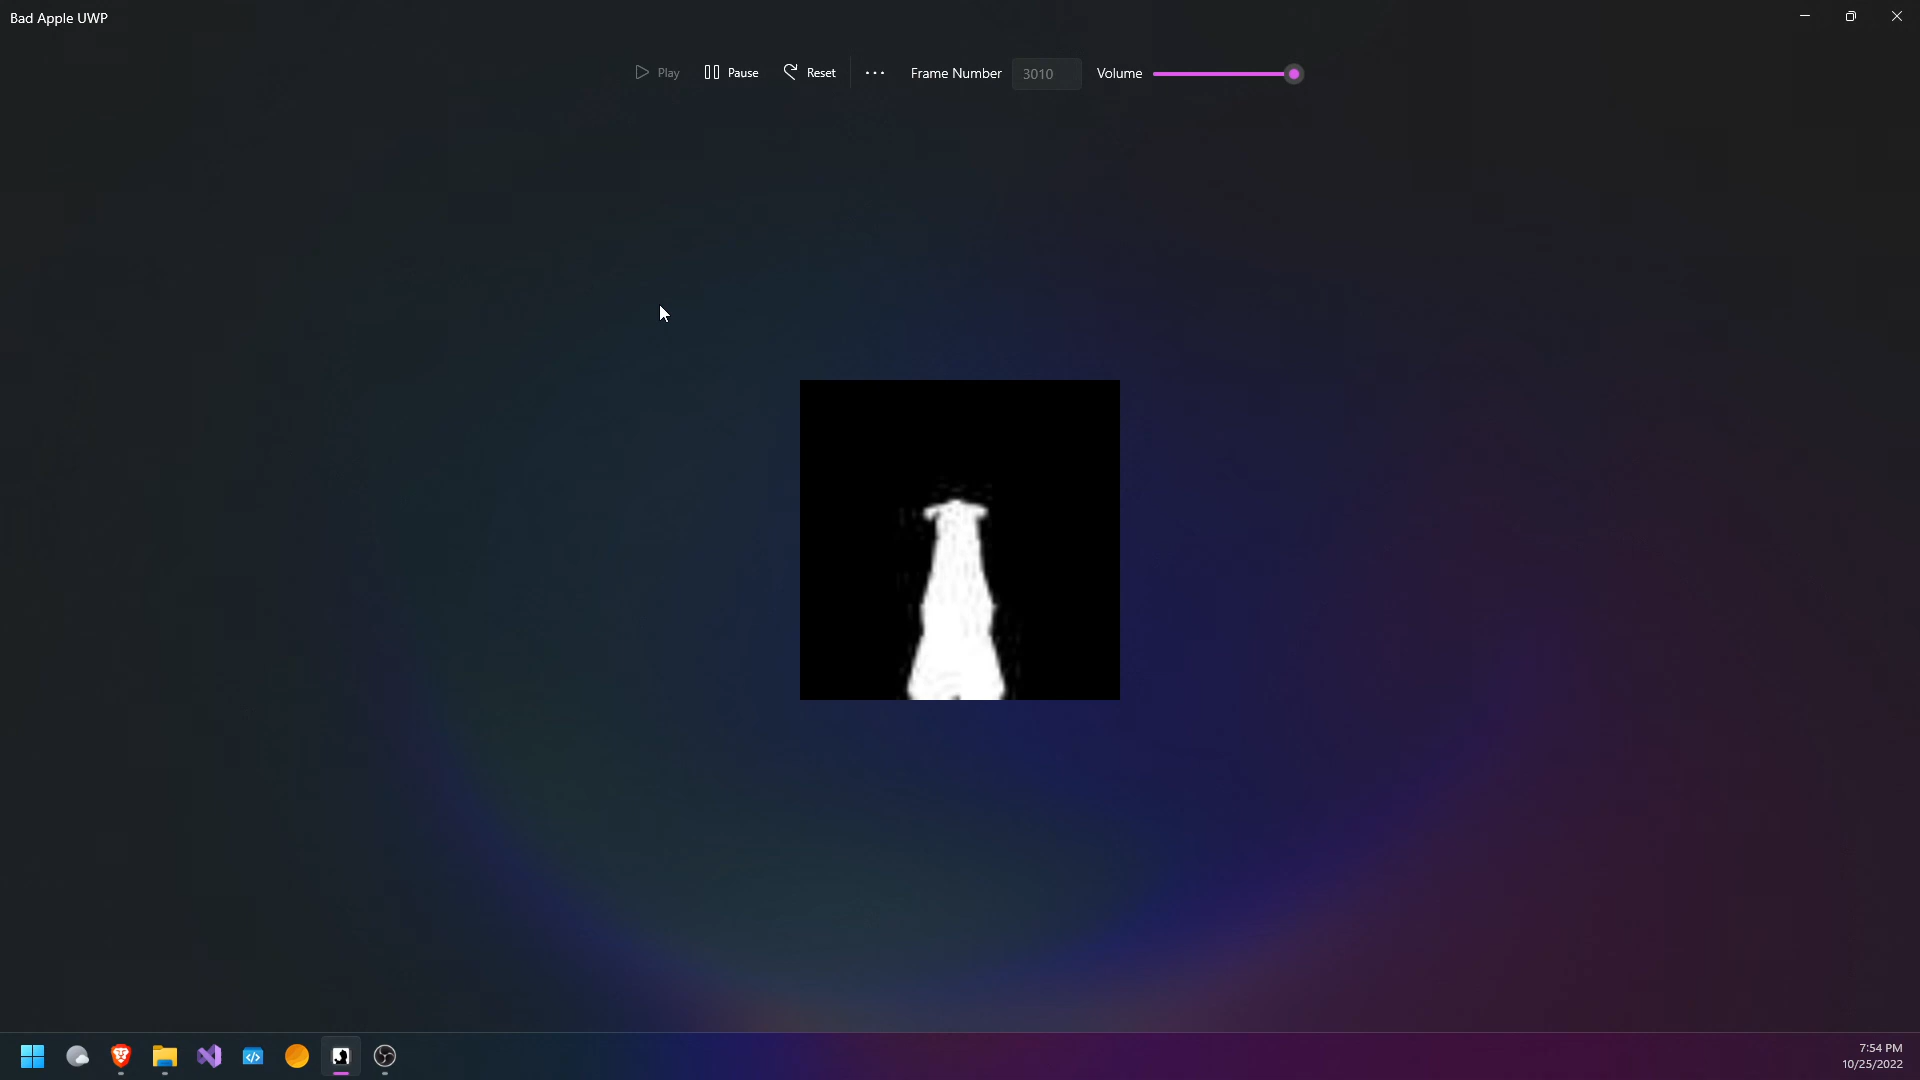 Bad Apple UWP
Play Pause Reset ... Frame Number 3010 Volume
7:54 PM
10/25/2022